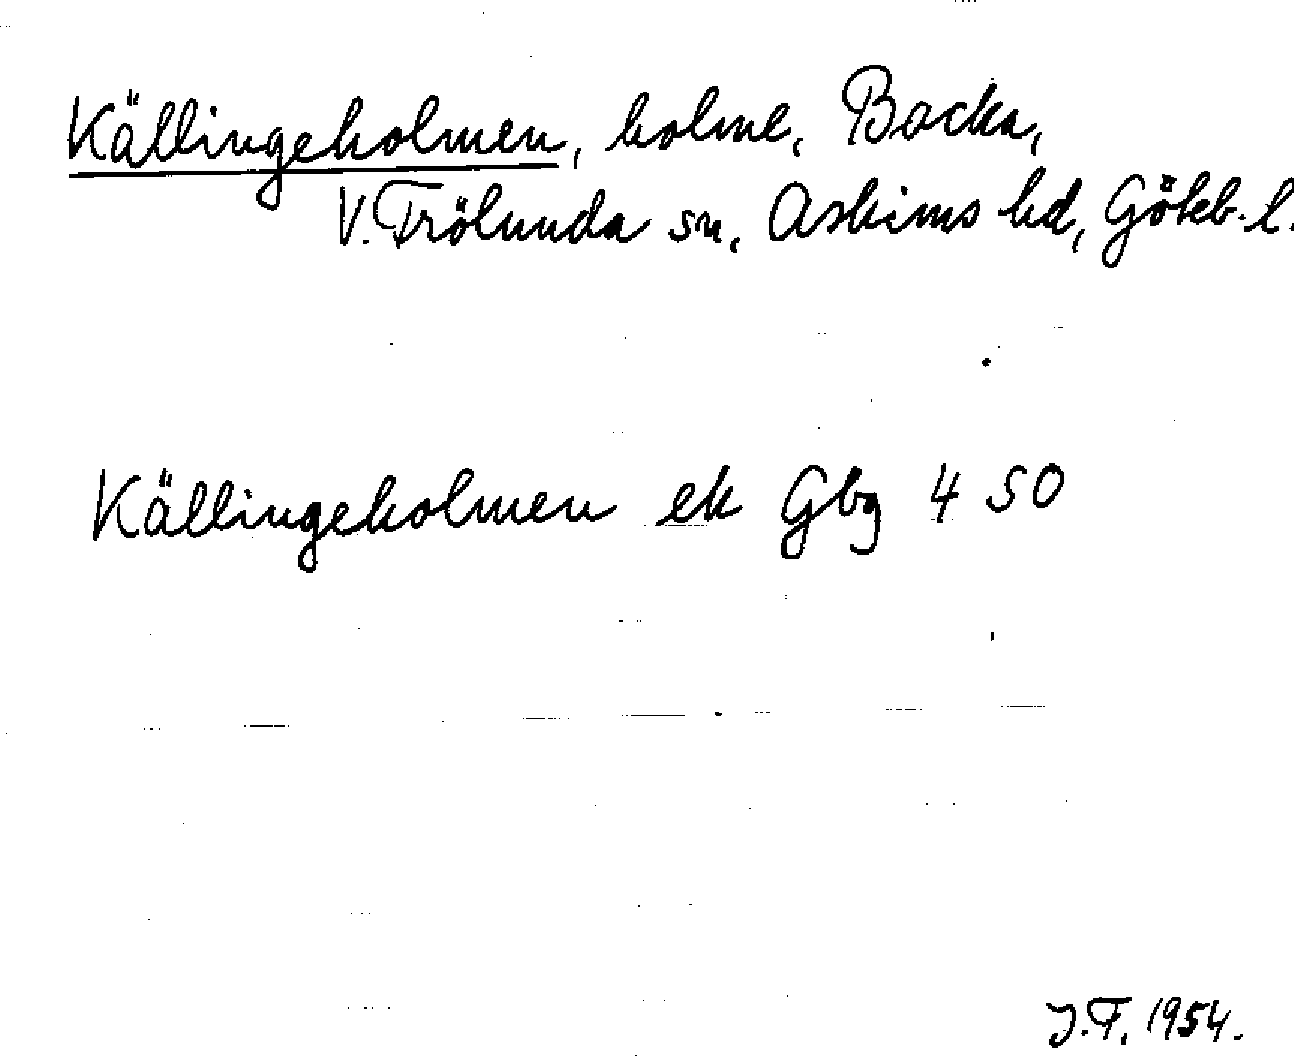 Källingeholmen, holme, Backa,
V. Frölunda sn, Askims hd, Göteb. l.
Källingeholmen ek Gbg 4 SO
J.F. 1954.